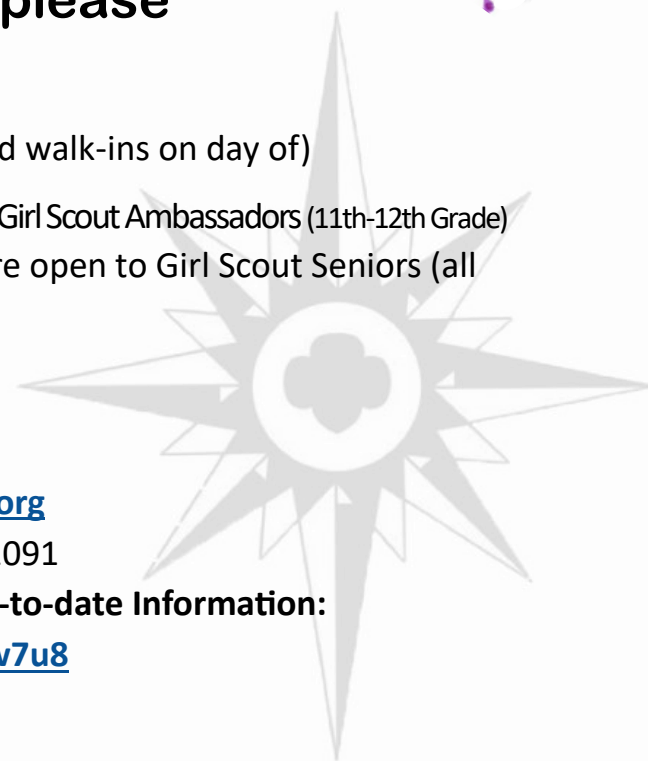 please
d walk-ins on day of)
Girl Scout Ambassadors (11th-12th Grade)
re open to Girl Scout Seniors (all
org
091
-to-date Information:
w7u8